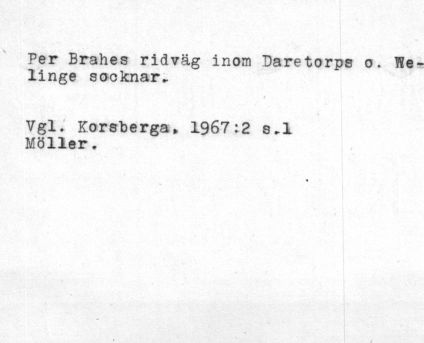 Per Brahes ridväg inom Daretorps o. We-
linge socknar.
Vgl. Korsberga, 1967:2 s.1
Möller.